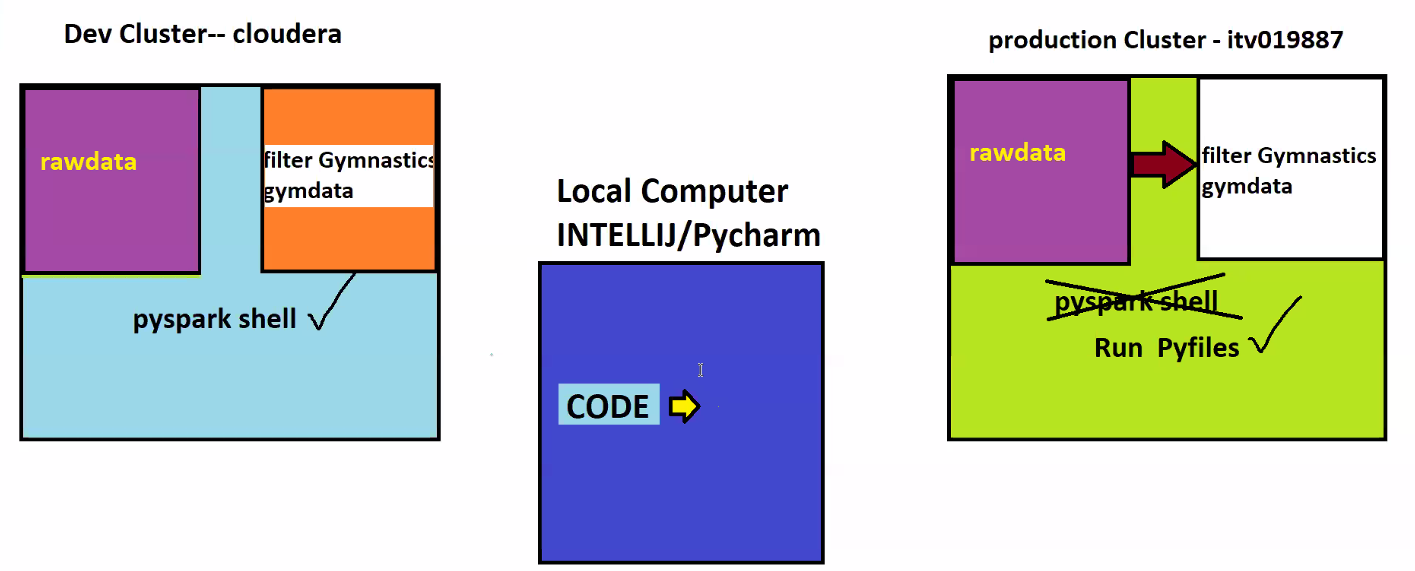 Dev Cluster-- cloudera
rawdata
filter Gymnastics
gymdata
pyspark shell
Local Computer
INTELLIJ/Pycharm
CODE
production Cluster - itv019887
rawdata
filter Gymnastics
gymdata
pyspark shell
Run Pyfiles